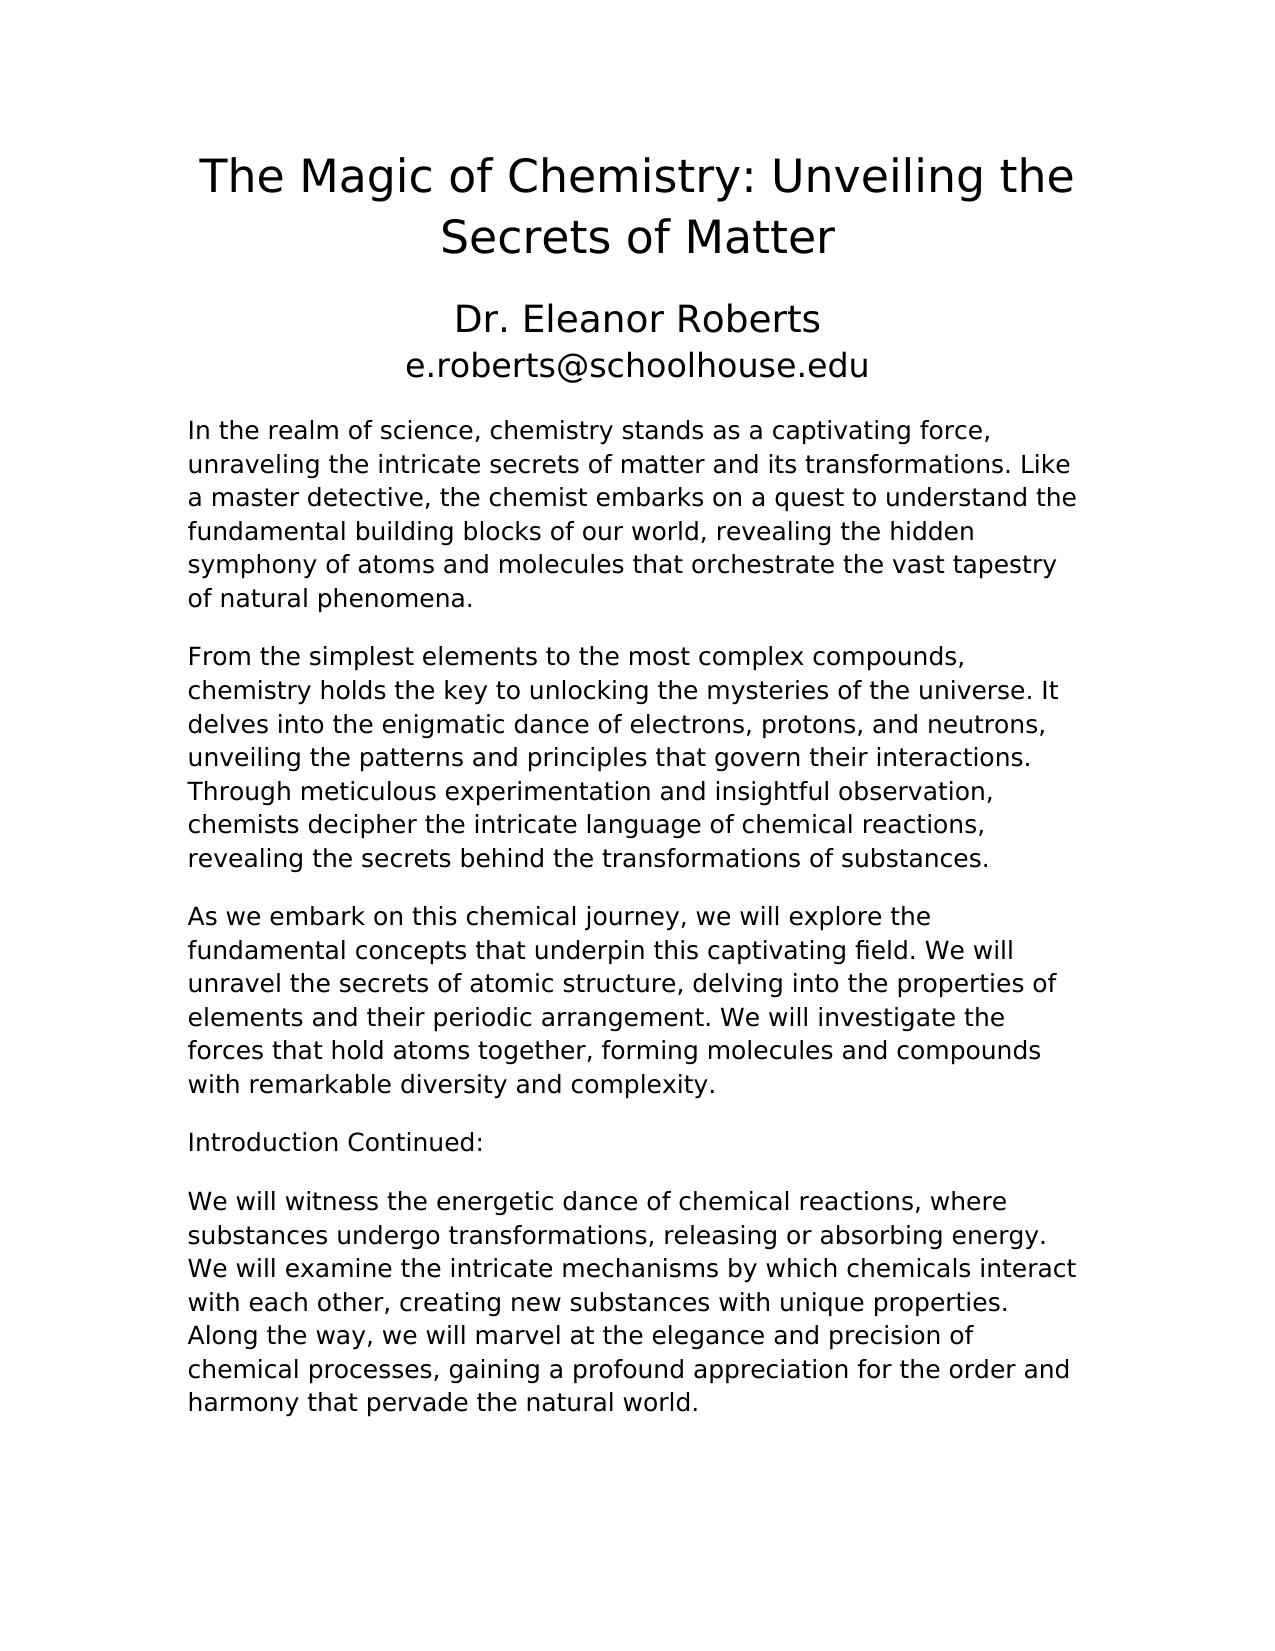 The Magic of Chemistry: Unveiling the
Secrets of Matter
Dr. Eleanor Roberts
e.roberts@schoolhouse.edu
In the realm of science, chemistry stands as a captivating force,
unraveling the intricate secrets of matter and its transformations. Like
a master detective, the chemist embarks on a quest to understand the
fundamental building blocks of our world, revealing the hidden
symphony of atoms and molecules that orchestrate the vast tapestry
of natural phenomena.
From the simplest elements to the most complex compounds,
chemistry holds the key to unlocking the mysteries of the universe. It
delves into the enigmatic dance of electrons, protons, and neutrons,
unveiling the patterns and principles that govern their interactions.
Through meticulous experimentation and insightful observation,
chemists decipher the intricate language of chemical reactions,
revealing the secrets behind the transformations of substances.
As we embark on this chemical journey, we will explore the
fundamental concepts that underpin this captivating field. We will
unravel the secrets of atomic structure, delving into the properties of
elements and their periodic arrangement. We will investigate the
forces that hold atoms together, forming molecules and compounds
with remarkable diversity and complexity.
Introduction Continued:
We will witness the energetic dance of chemical reactions, where
substances undergo transformations, releasing or absorbing energy.
We will examine the intricate mechanisms by which chemicals interact
with each other, creating new substances with unique properties.
Along the way, we will marvel at the elegance and precision of
chemical processes, gaining a profound appreciation for the order and
harmony that pervade the natural world.